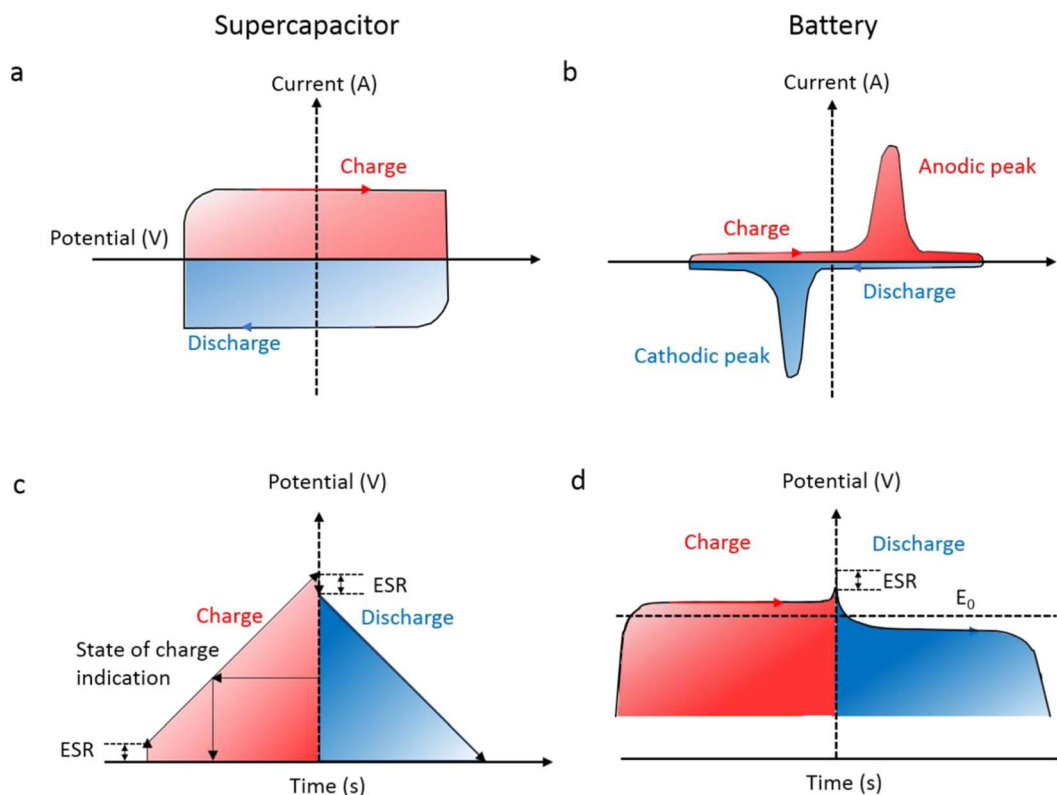 Supercapacitor
Battery
a
Current (A)
Charge
Potential (V)
Discharge
b
Current (A)
Anodic peak
Charge
Discharge
Cathodic peak
c
Potential (V)
ESR
Charge
Discharge
State of charge
indication
ESR
Time (s)
d
Potential (V)
Charge
Discharge
ESR
E₀
Time (s)